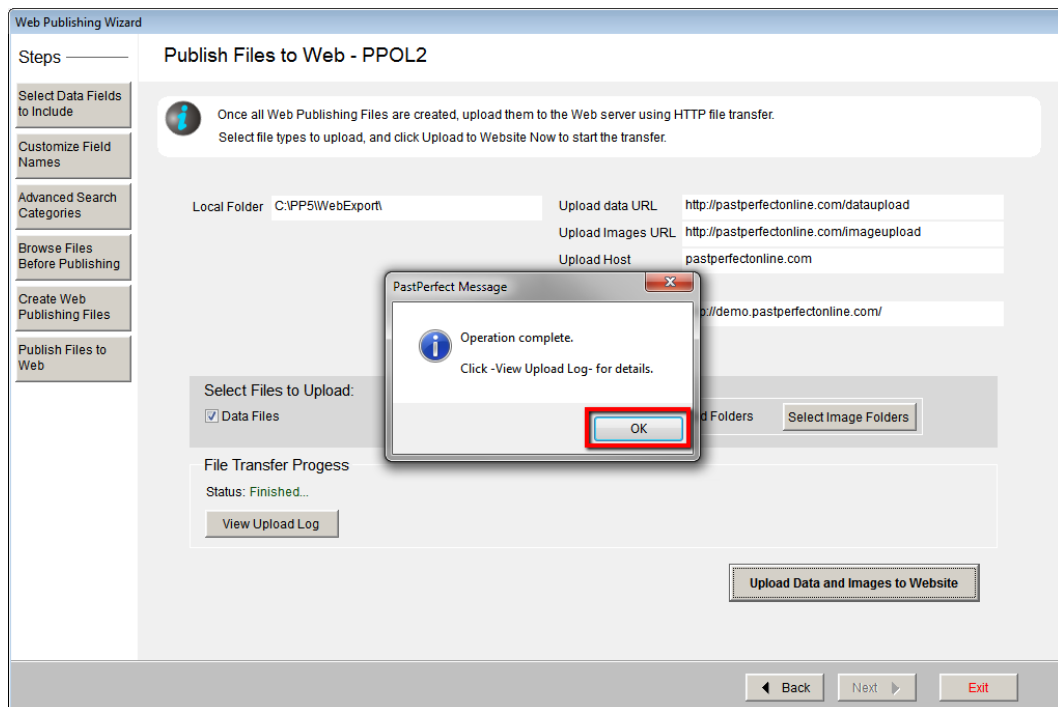 Web Publishing Wizard
Steps
Select Data Fields
to Include
Customize Field
Names
Advanced Search
Categories
Browse Files
Before Publishing
Create Web
Publishing Files
Publish Files to
Web
Publish Files to Web - PPOL2
Once all Web Publishing Files are created, upload them to the Web server using HTTP file transfer.
Select file types to upload, and click Upload to Website Now to start the transfer.
Local Folder C:\PP5\WebExport\
Upload data URL http://pastperfectonline.com/dataupload
Upload Images URL http://pastperfectonline.com/imageupload
Upload Host pastperfectonline.com
://demo.pastperfectonline.com/
PastPerfect Message
Operation complete.
Click -View Upload Log- for details.
OK
Select Files to Upload:
Data Files
Folders
Select Image Folders
File Transfer Progess
Status: Finished...
View Upload Log
Upload Data and Images to Website
Back
Next
Exit